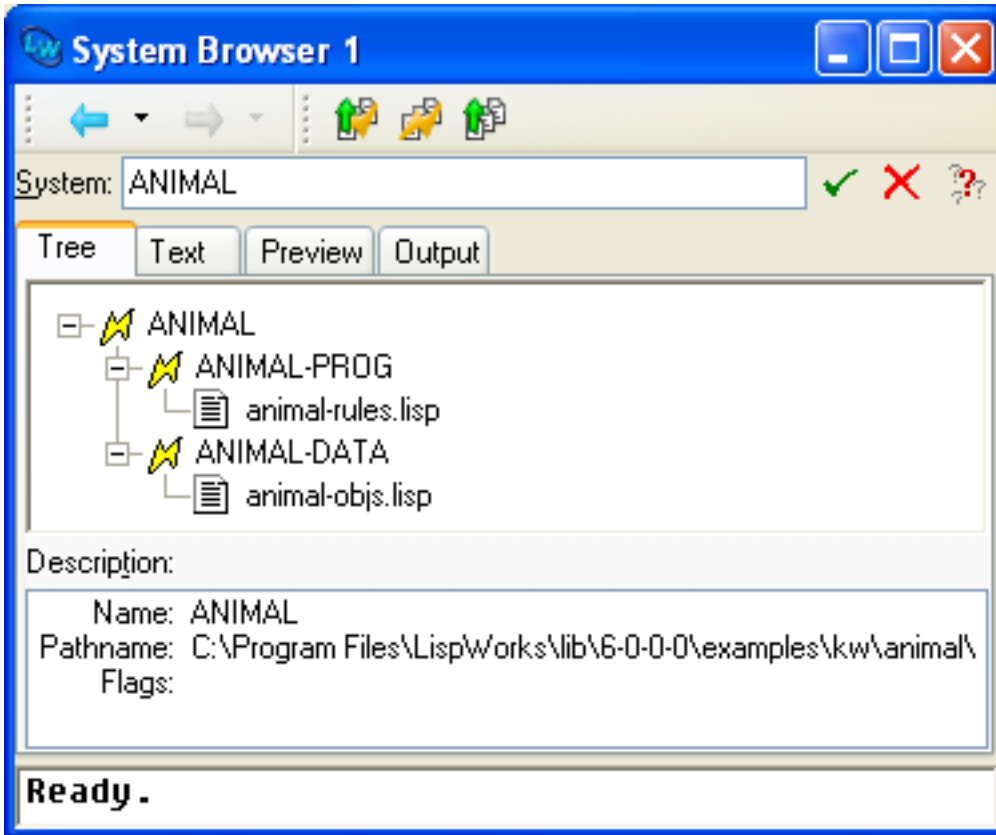 LW System Browser 1
System: ANIMAL
Tree Text Preview Output
ANIMAL
ANIMAL-PROG
animal-rules.lisp
ANIMAL-DATA
animal-objs.lisp
Description:
Name: ANIMAL
Pathname: C:\Program Files\LispWorks\lib\6-0-0-0\examples\kw\animal\
Flags:
Ready.